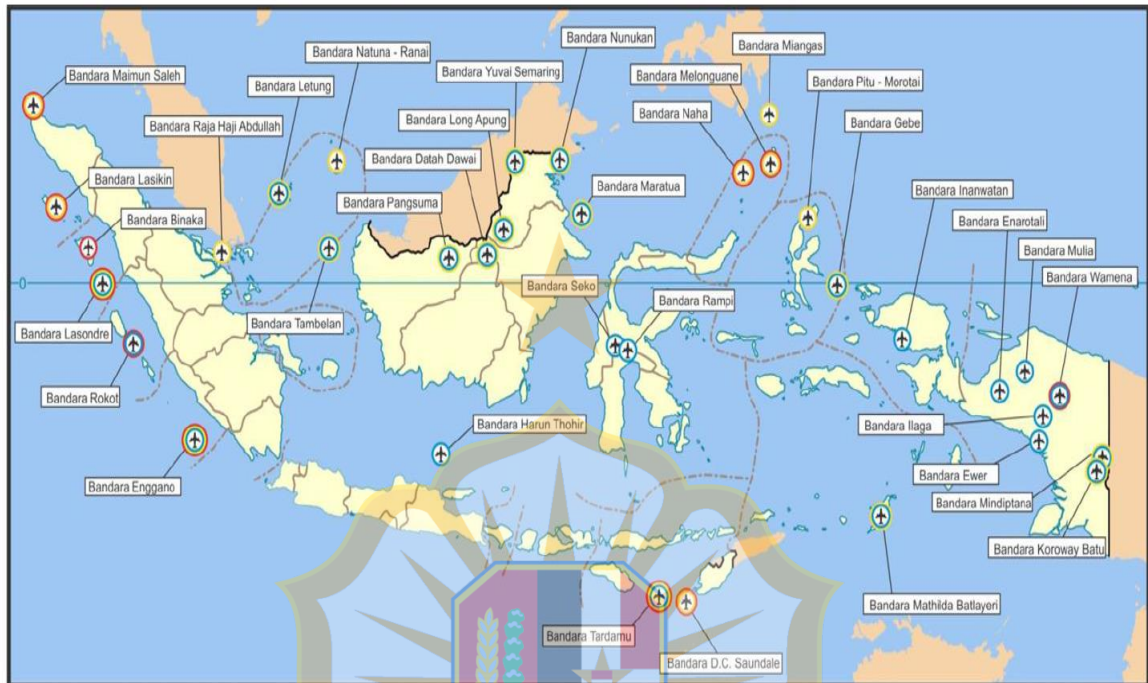 Bandara Nunukan
Bandara Miangas
Bandara Natuna - Ranai
Bandara Maimun Saleh
Bandara Yuvai Semaring
Bandara Melonguane
Bandara Pitu - Morotai
Bandara Letung
Bandara Naha
Bandara Long Apung
Bandara Gebe
Bandara Raja Haji Abdullah
Bandara Datah Dawai
Bandara Lasikin
Bandara Maratua
Bandara Inanwatan
Bandara Pangsuma
Bandara Binaka
Bandara Enarotali
Bandara Mulia
Bandara Wamena
0
Bandara Seko
Bandara Rampi
Bandara Lasondre
Bandara Tambelan
Bandara Rokot
Bandara Harun Thohir
Bandara Ilaga
Bandara Ewer
Bandara Enggano
Bandara Mindiptana
Bandara Koroway Batu
Bandara Mathilda Batlayeri
Bandara Tardamu
Bandara D.C. Saundale